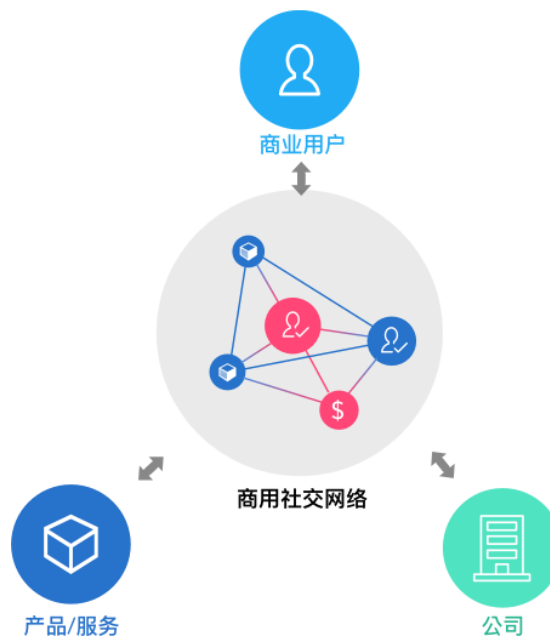 商业用户
$
商用社交网络
产品/服务
公司